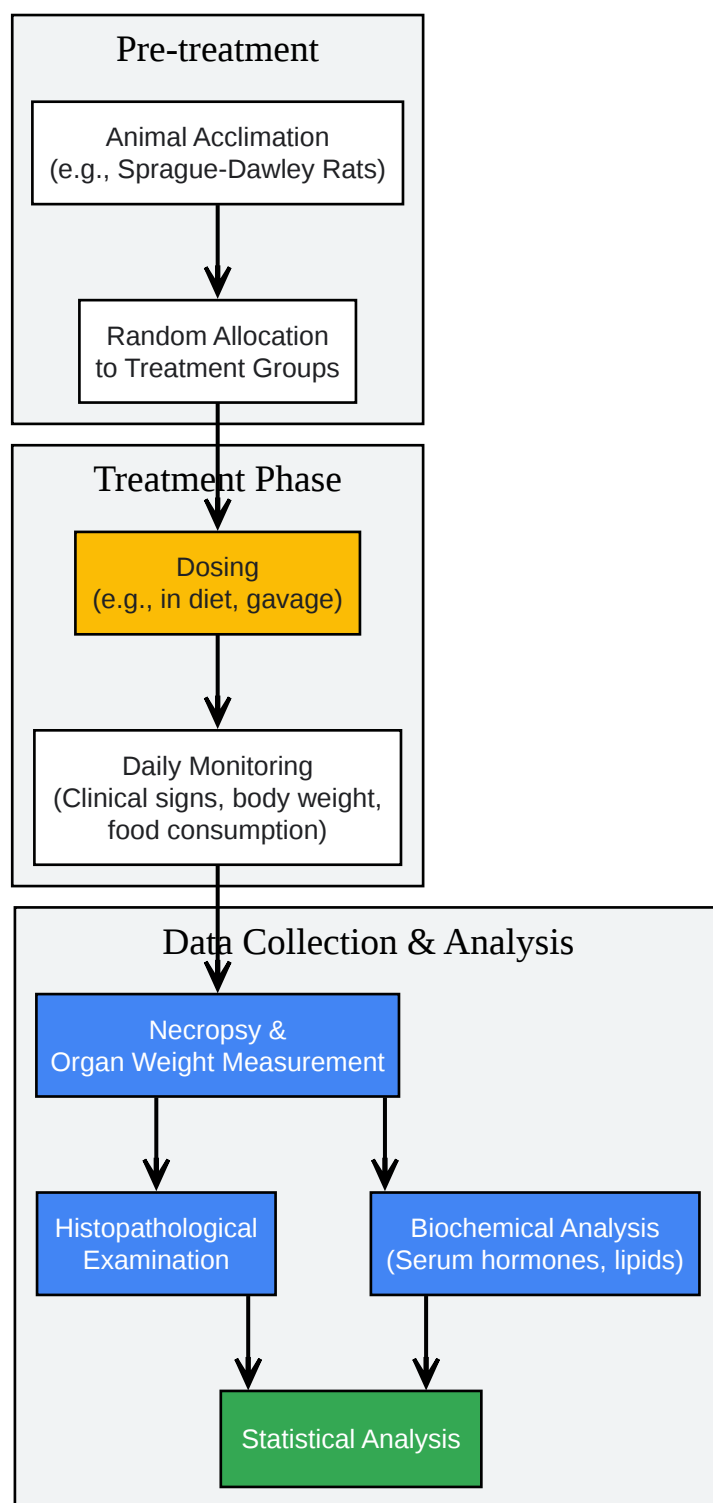 Pre-treatment
Animal Acclimation
(e.g., Sprague-Dawley Rats)
Random Allocation
to Treatment Groups
Treatment Phase
Dosing
(e.g., in diet, gavage)
Daily Monitoring
(Clinical signs, body weight,
food consumption)
Data Collection & Analysis
Necropsy &
Organ Weight Measurement
Histopathological
Examination
Biochemical Analysis
(Serum hormones, lipids)
Statistical Analysis